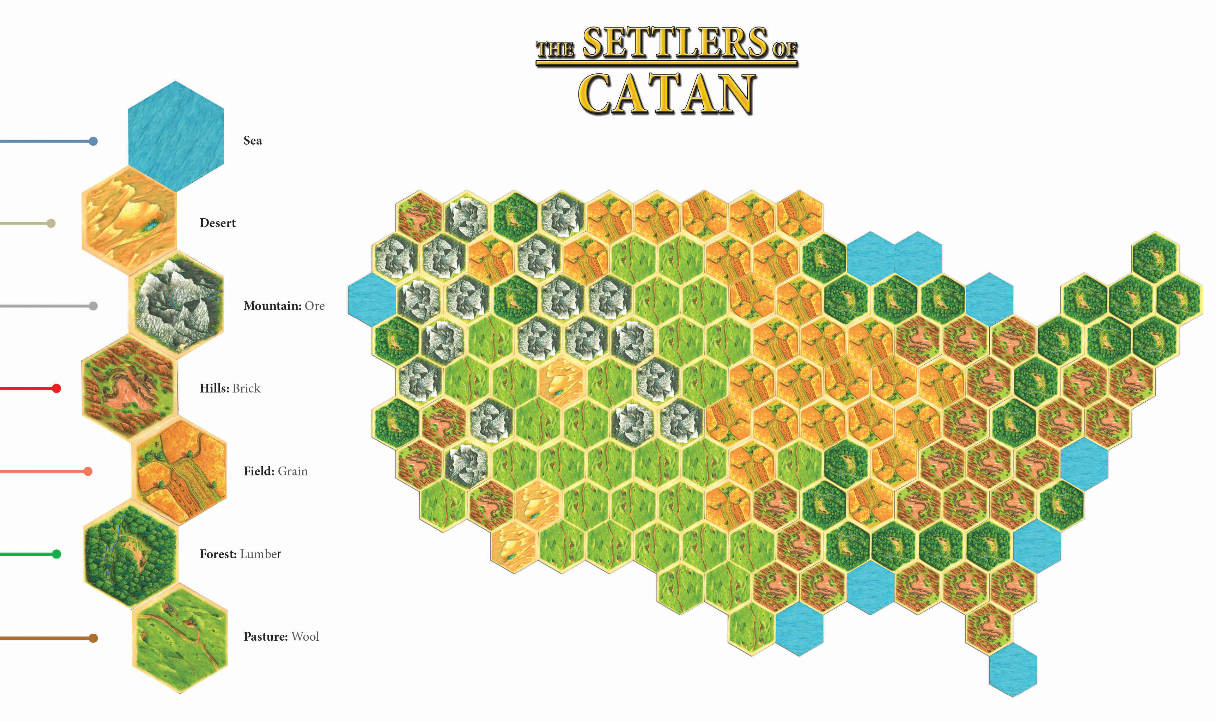 THE SETTLERS OF
CATAN
Sea
Desert
Mountain: Ore
Hills: Brick
Field: Grain
Forest: Lumber
Pasture: Wool